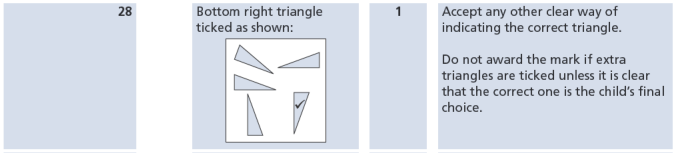 28
Bottom right triangle
ticked as shown:
1
Accept any other clear way of
indicating the correct triangle.
Do not award the mark if extra
triangles are ticked unless it is clear
that the correct one is the child's final
choice.